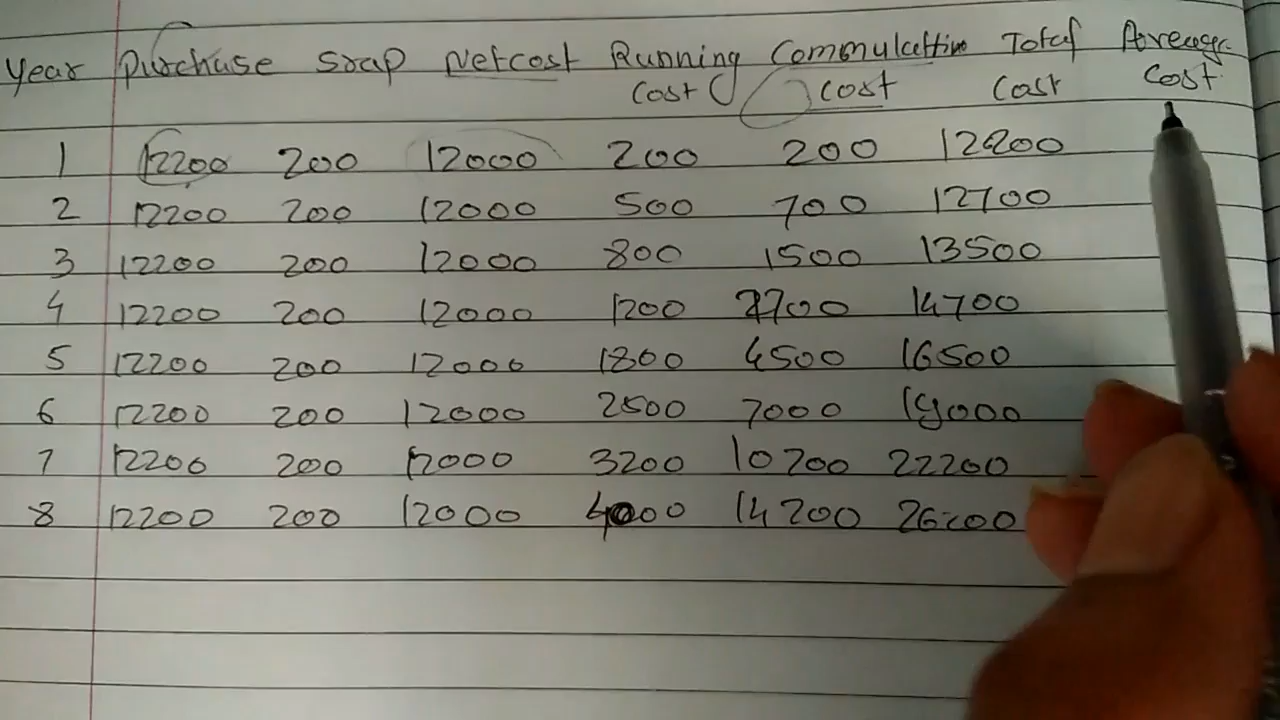 Year Purchase Srap Netcost Running Commulattive Total Average
Cost cost Cost Cost
1 12200 200 12000 200 200 12200
2 12200 200 12000 500 700 12700
3 12200 200 12000 800 1500 13500
4 12200 200 12000 1200 2700 14700
5 12200 200 12000 1800 4500 16500
6 12200 200 12000 2500 7000 19000
7 12200 200 12000 3200 10200 22200
8 12200 200 12000 4000 14200 26200